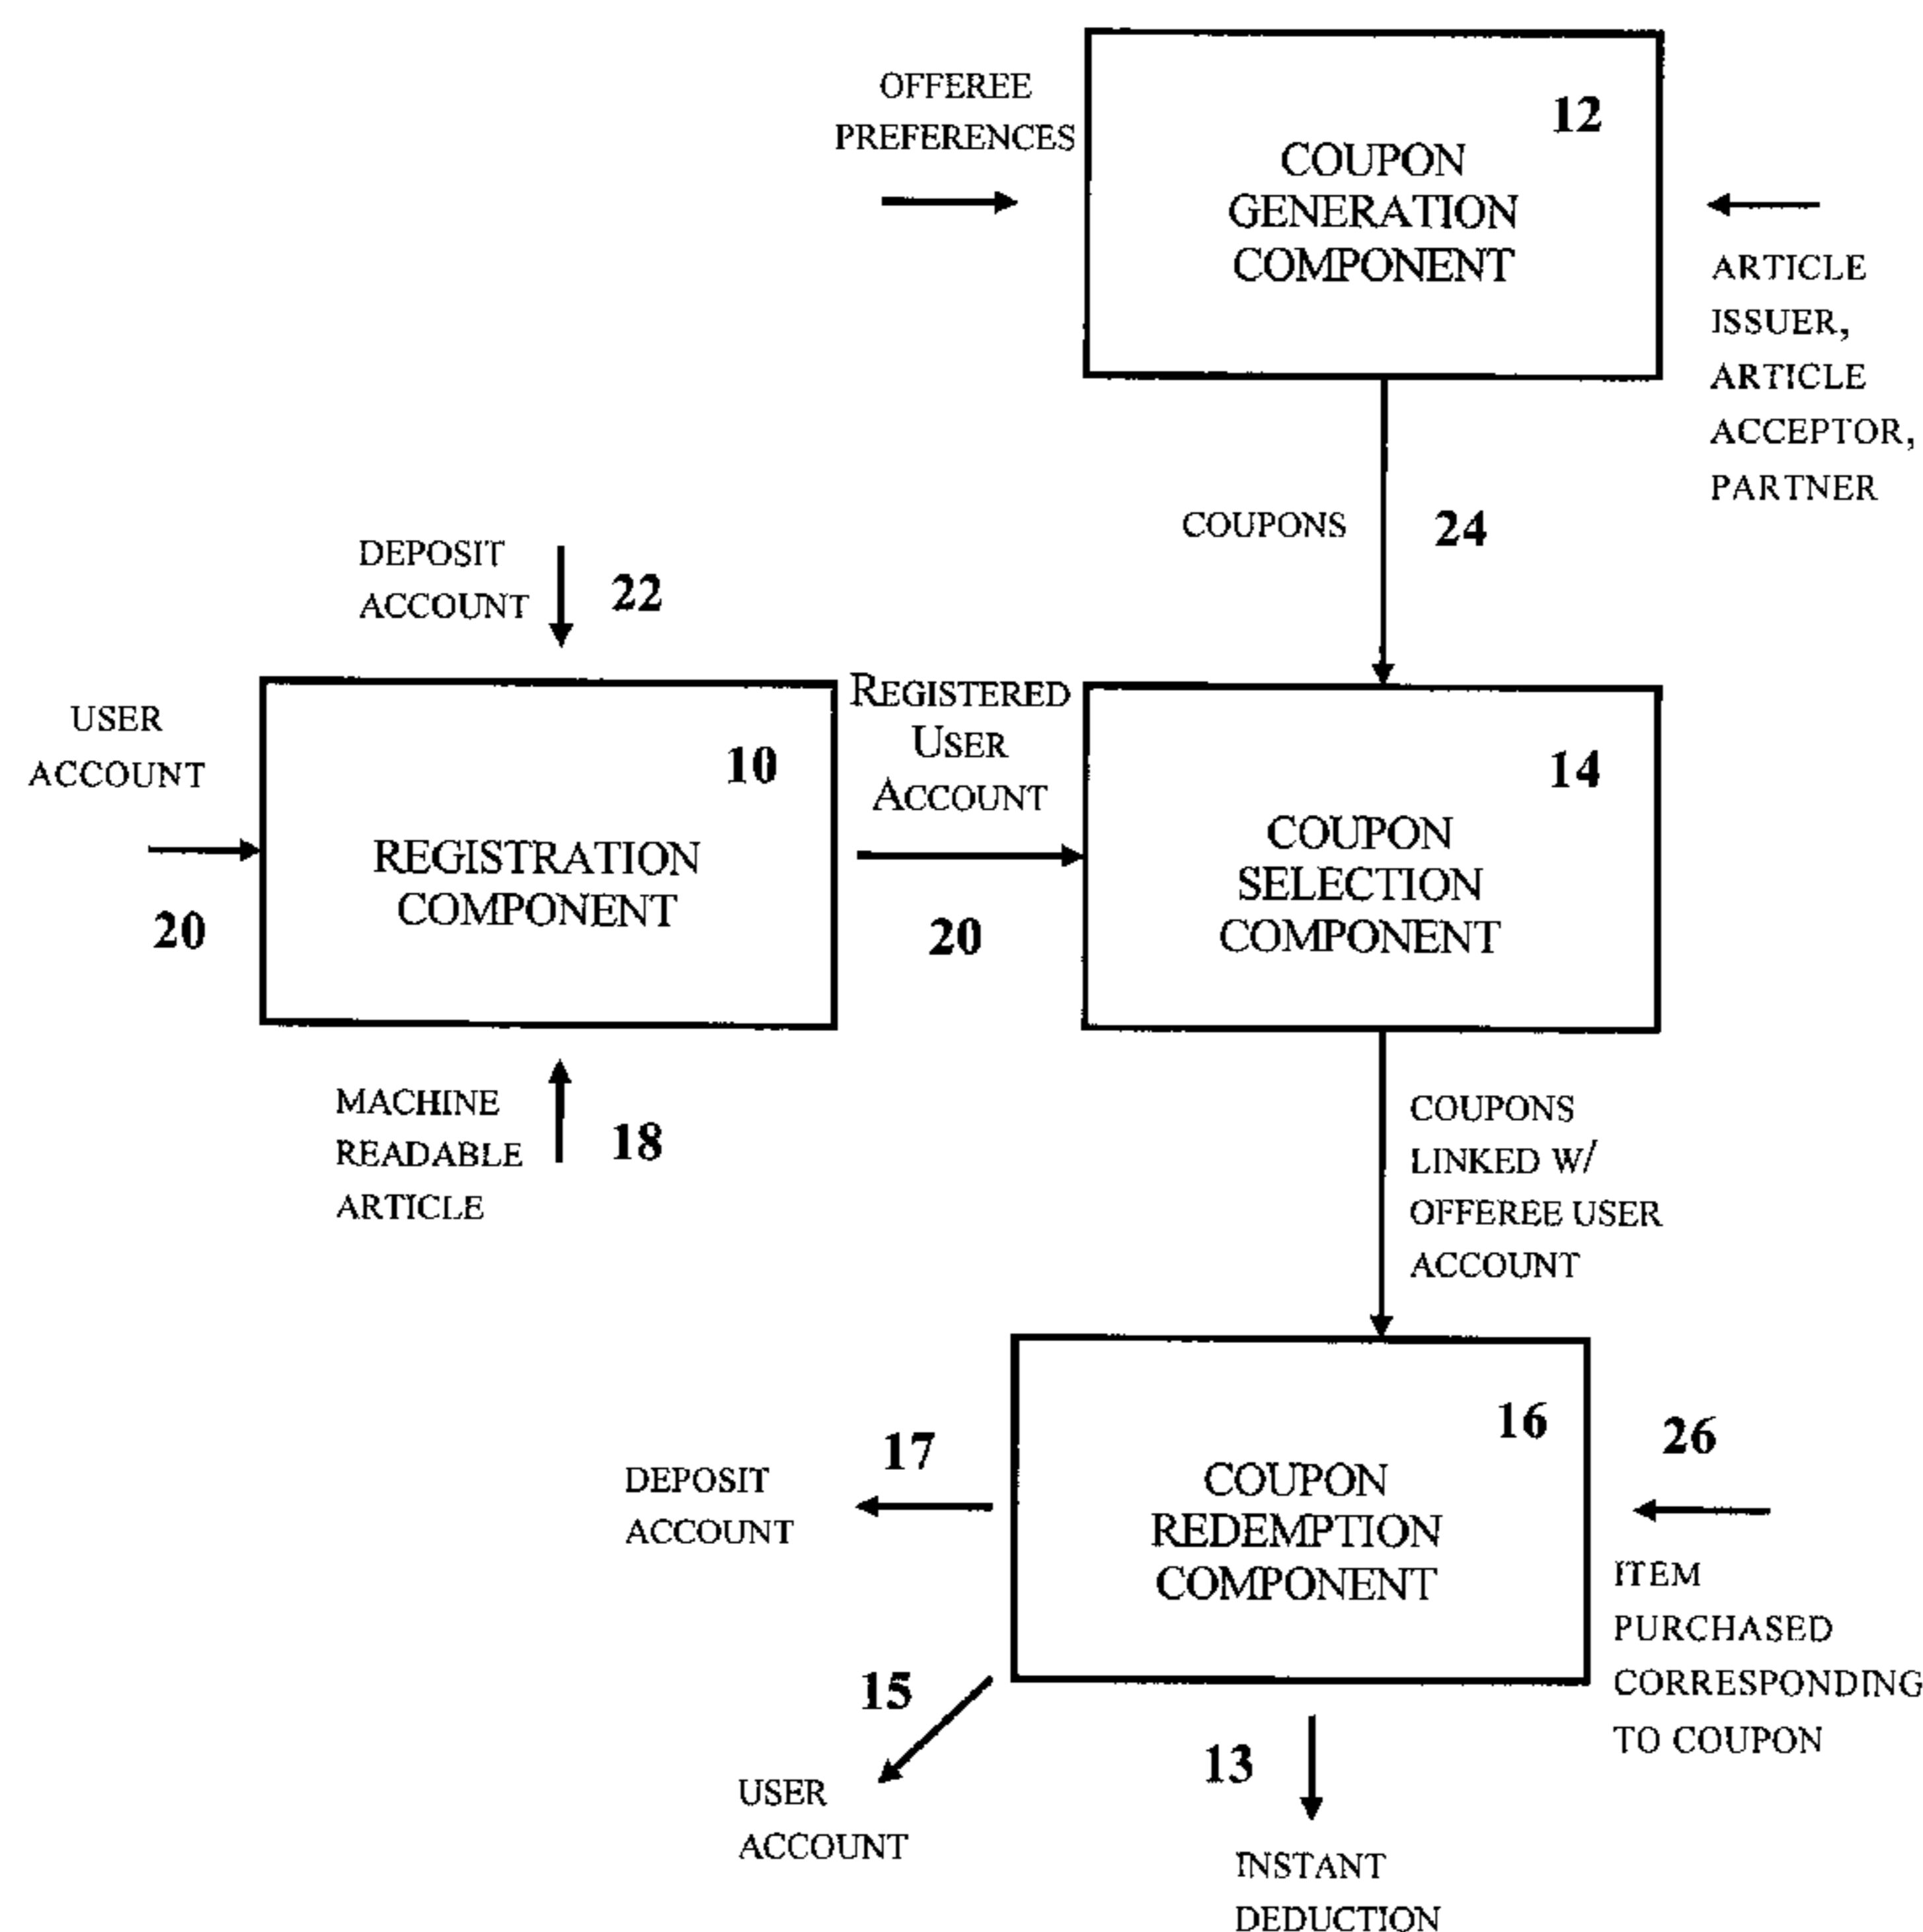 OFFEREE
PREFERENCES
12
COUPON
GENERATION
COMPONENT
ARTICLE
ISSUER,
ARTICLE
ACCEPTOR,
PARTNER
COUPONS
24
DEPOSIT
ACCOUNT
22
USER
ACCOUNT
20
10
REGISTRATION
COMPONENT
REGISTERED
USER
ACCOUNT
20
14
COUPON
SELECTION
COMPONENT
MACHINE
READABLE
ARTICLE
18
COUPONS
LINKED W/
OFFEREE USER
ACCOUNT
16
COUPON
REDEMPTION
COMPONENT
17
DEPOSIT
ACCOUNT
26
ITEM
PURCHASED
CORRESPONDING
TO COUPON
15
USER
ACCOUNT
13
INSTANT
DEDUCTION